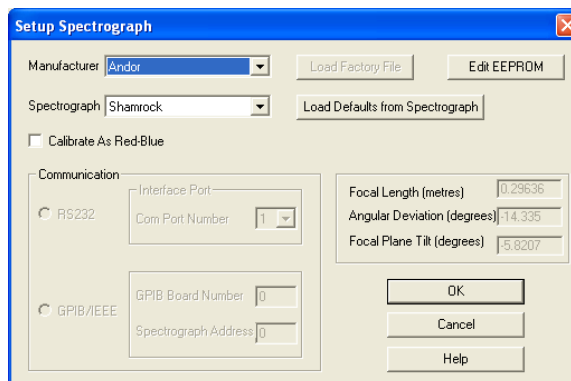 Setup Spectrograph
Manufacturer Andor Load Factory File Edit EEPROM
Spectrograph Shamrock Load Defaults from Spectrograph
Calibrate As Red-Blue
Communication
RS232
Interface Port
Com Port Number 1
GPIB/IEEE
GPIB Board Number 0
Spectrograph Address 0
Focal Length (metres) 0.29636
Angular Deviation (degrees) -14.335
Focal Plane Tilt (degrees) -5.8207
OK
Cancel
Help